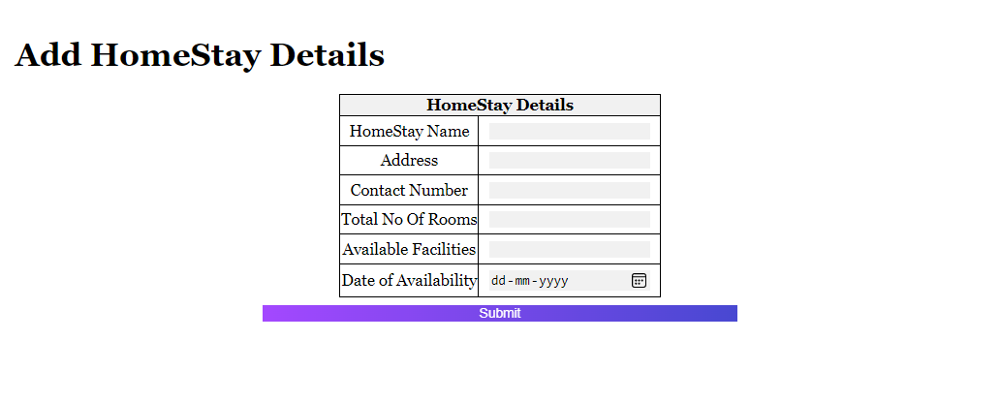 Add HomeStay Details
HomeStay Details
HomeStay Name
Address
Contact Number
Total No Of Rooms
Available Facilities
Date of Availability dd-mm-yyyy
Submit